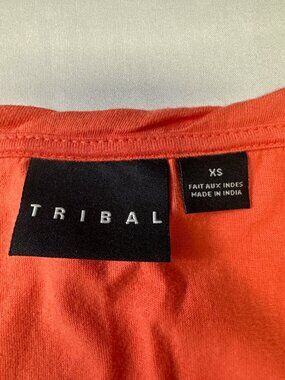 TRIBAL
XS
FAIT AUX INDES
MADE IN INDIA